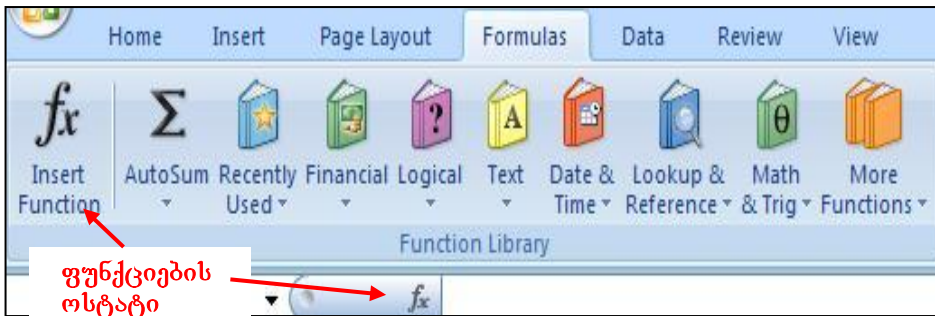 Home Insert Page Layout Formulas Data Review View
fx Σ ? A θ
Insert AutoSum Recently Financial Logical Text Date & Lookup & Math More
Function Used Time Reference & Trig Functions
Function Library
ფუნქციების
ოსტატი
fx